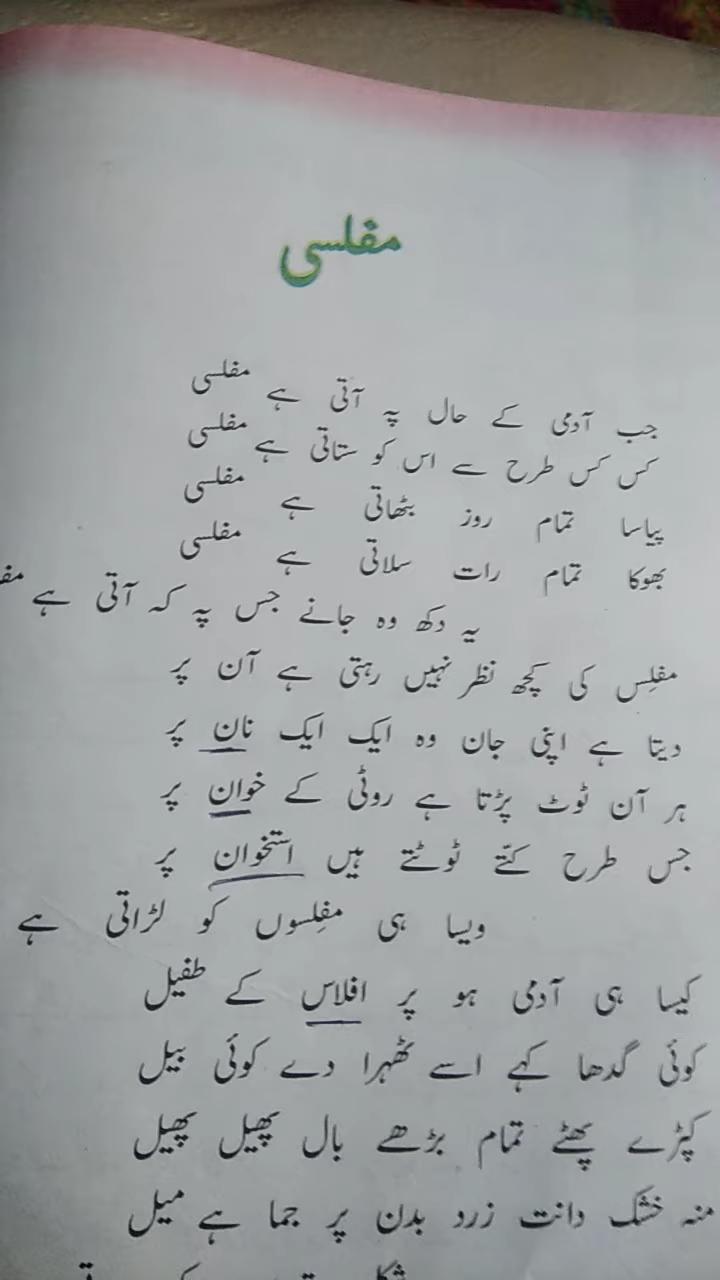 مفلسی
جب آدمی کے حال پہ آتی ہے مفلسی
کس کس طرح سے اس کو ستاتی ہے مفلسی
پیاسا تمام روز بٹھاتی ہے مفلسی
بھوکا تمام رات سلاتی ہے مفلسی
یہ دکھ وہ جانے جس پہ کہ آتی ہے
مفلِس کی کچھ نظر نہیں رہتی ہے آن پر
دیتا ہے اپنی جان وہ ایک ایک نان پر
ہر آن ٹوٹ پڑتا ہے روٹی کے خوان پر
جس طرح کتّے ٹوٹتے ہیں استخوان پر
ویسا ہی مفلِسوں کو لڑاتی ہے
کیسا ہی آدمی ہو پر افلاس کے طفیل
کوئی گدھا کہے اسے ٹھہرا دے کوئی بیل
کپڑے پھٹے تمام بڑھے بال پھیل پھیل
منہ خشک دانت زرد بدن پر جما ہے میل